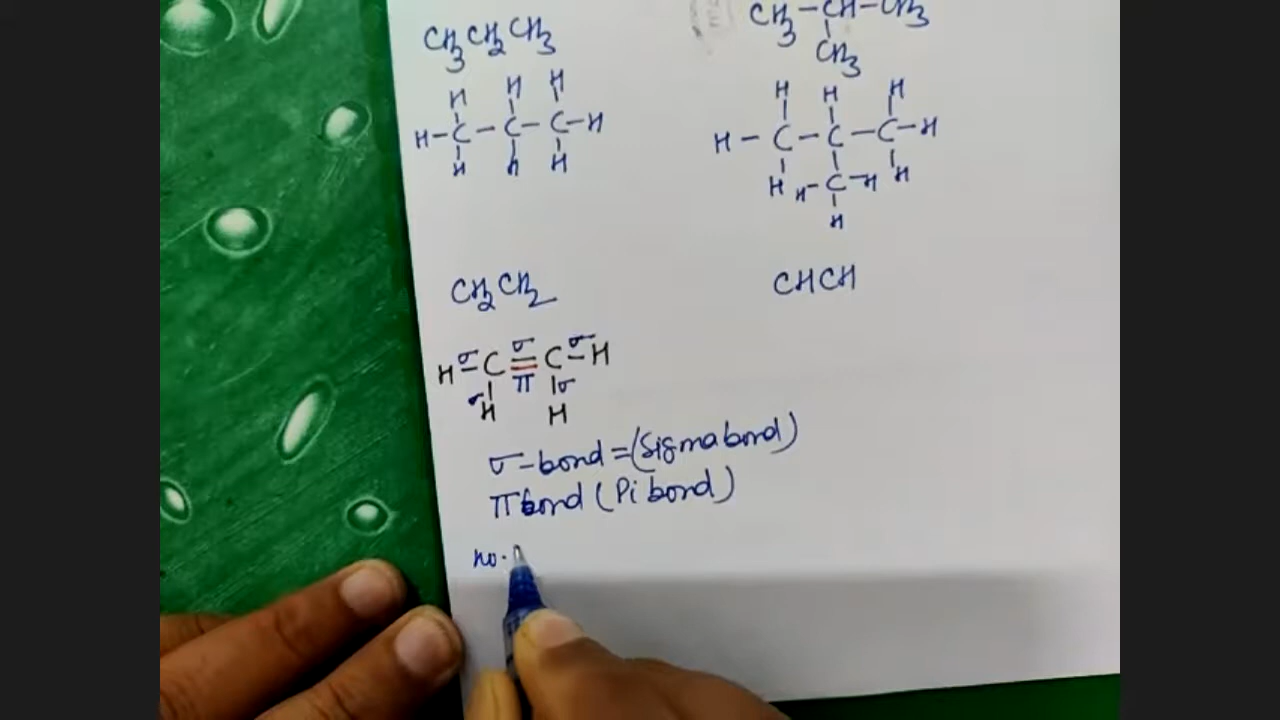 CH3CH2CH3
H H H
H-C-C-C-H
H H H
CH3-CH-CH3
CH3
H H H
H-C-C-C-H
H H-C-H H
H
CH2CH2
σ σ σ
H-C=C-H
π
σ σ
H H
CHCH
σ-bond=(Sigma bond)
π bond (Pi bond)
no.